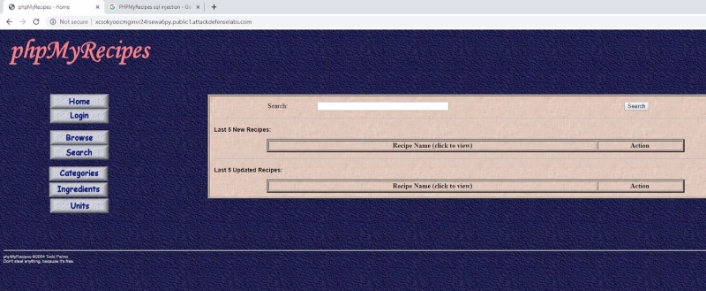 phpMyRecipes - Home
PHPMyRecipes sql injection - Go
Not secure | xcookyoocmgmvr24rsewa6py.public1.attackdefenselabs.com
phpMyRecipes
Home
Login
Browse
Search
Categories
Ingredients
Units
Search: Search
Last 5 New Recipes:
Recipe Name (click to view) Action
Last 5 Updated Recipes:
Recipe Name (click to view) Action
phpMyRecipes ©2004 Todd
Don't steal anything, because it's free.